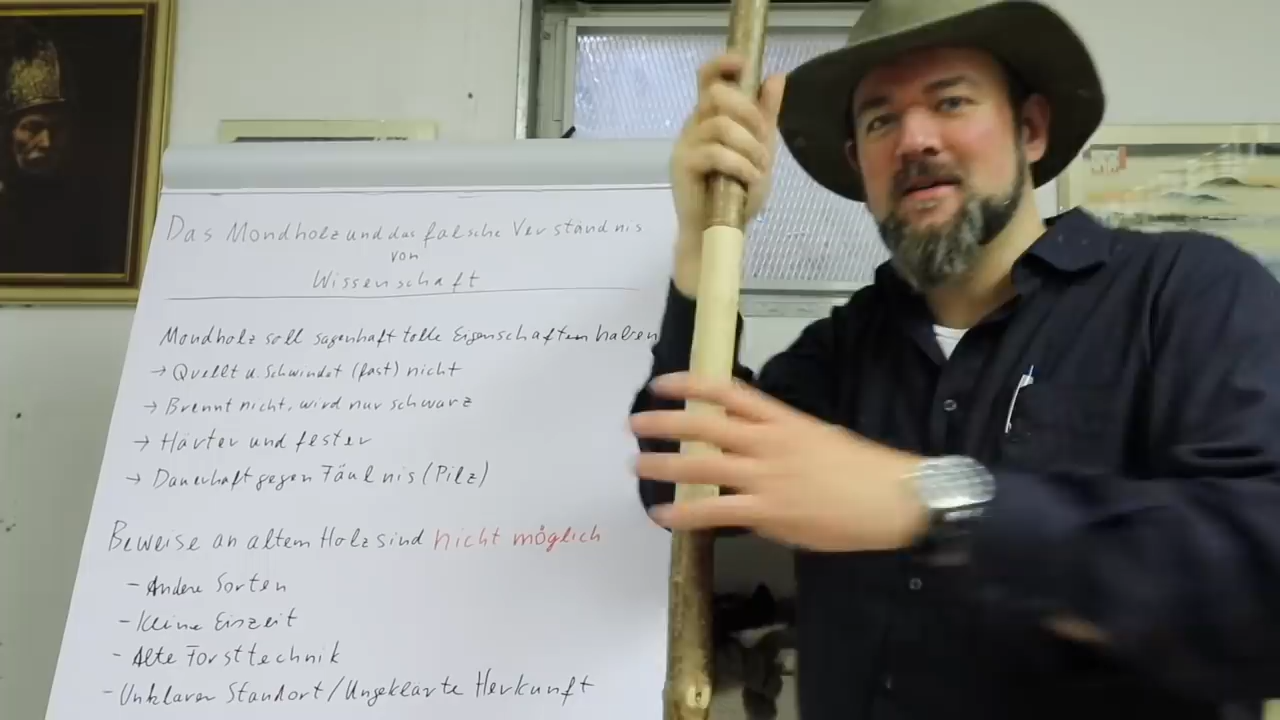 Das Mondholz und das falsche Verständnis
von
Wissenschaft
Mondholz soll sagenhaft tolle Eigenschaften haben
→ Quellt u. Schwindet (fast) nicht
→ Brennt nicht, wird nur schwarz
→ Härter und fester
→ Dauerhaft gegen Fäulnis (Pilz)
Beweise an altem Holz sind nicht möglich
- Andere Sorten
- Keine Eiszeit
- Alte Forsttechnik
- Unklarer Standort/Ungeklärte Herkunft